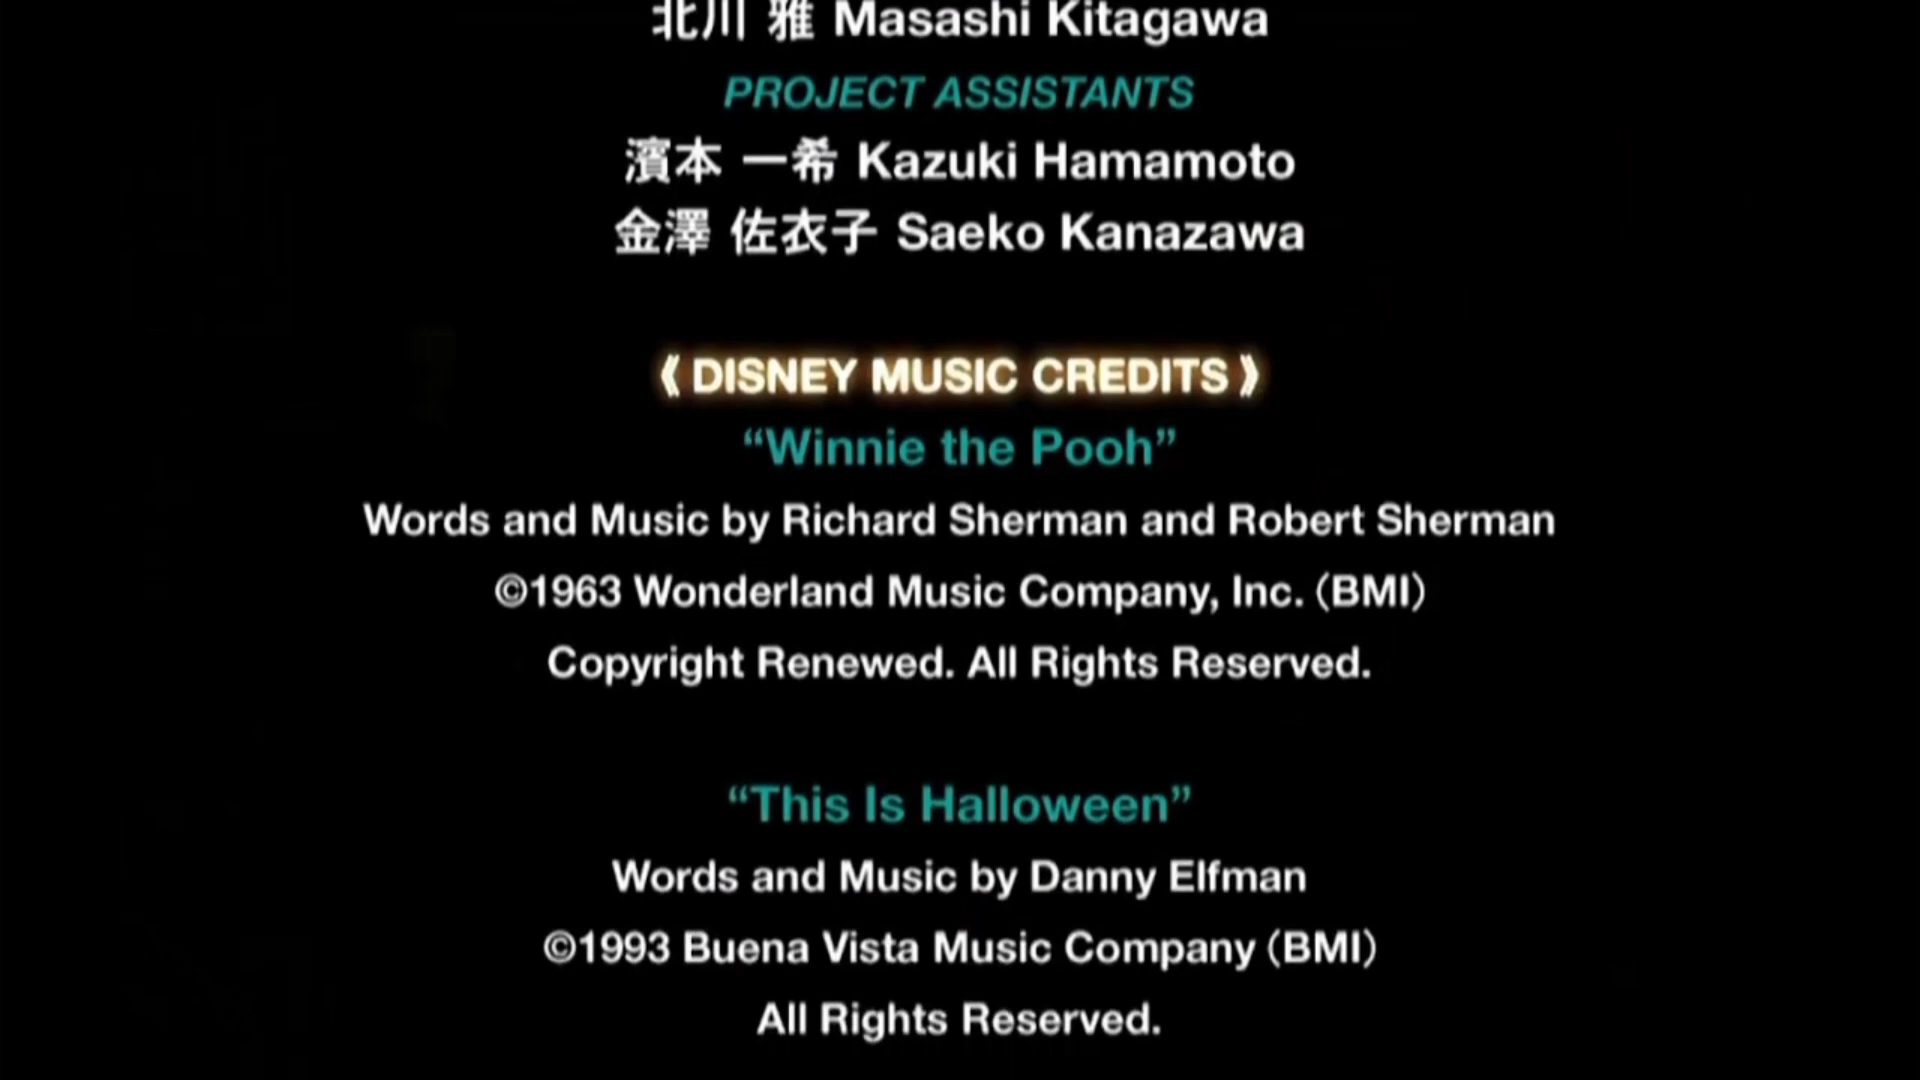 北川 雅 Masashi Kitagawa
PROJECT ASSISTANTS
濱本 一希 Kazuki Hamamoto
金澤 佐衣子 Saeko Kanazawa
《 DISNEY MUSIC CREDITS 》
“Winnie the Pooh”
Words and Music by Richard Sherman and Robert Sherman
©1963 Wonderland Music Company, Inc. (BMI)
Copyright Renewed. All Rights Reserved.
“This Is Halloween”
Words and Music by Danny Elfman
©1993 Buena Vista Music Company (BMI)
All Rights Reserved.